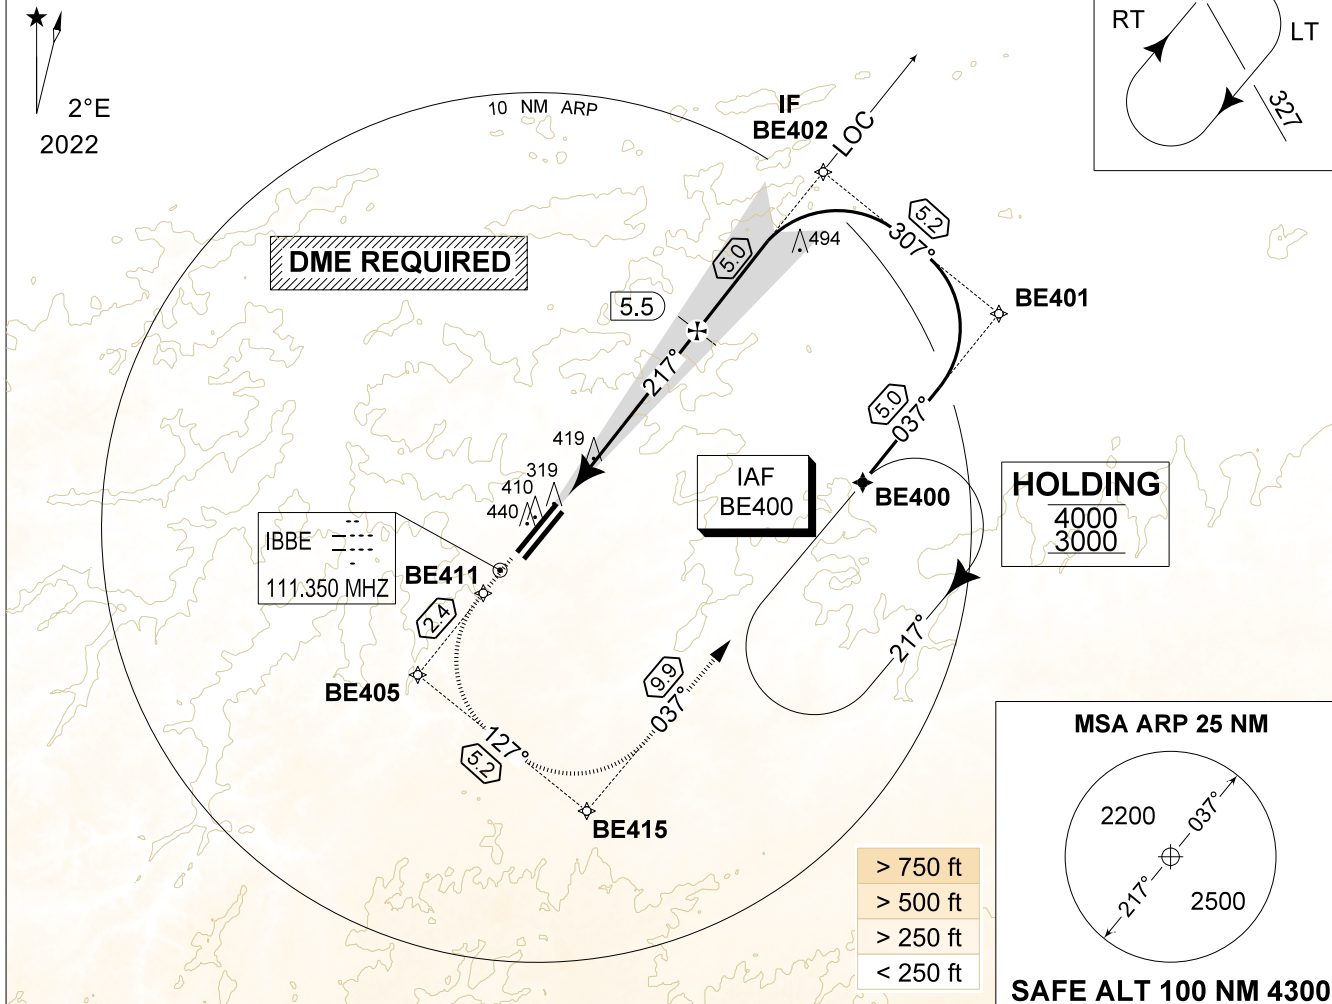 2°E
2022
10 NM ARP
IF
BE402
LOC
RT
LT
327
DME REQUIRED
5.0
494
5.2
307°
5.5
BE401
217°
5.0
037°
419
319
410
440
IAF
BE400
BE400
HOLDING
4000
3000
IBBE
111.350 MHZ
BE411
2.4
217°
BE405
9.9
037°
127°
5.2
BE415
MSA ARP 25 NM
2200
037°
217°
2500
> 750 ft
> 500 ft
> 250 ft
< 250 ft
SAFE ALT 100 NM 4300